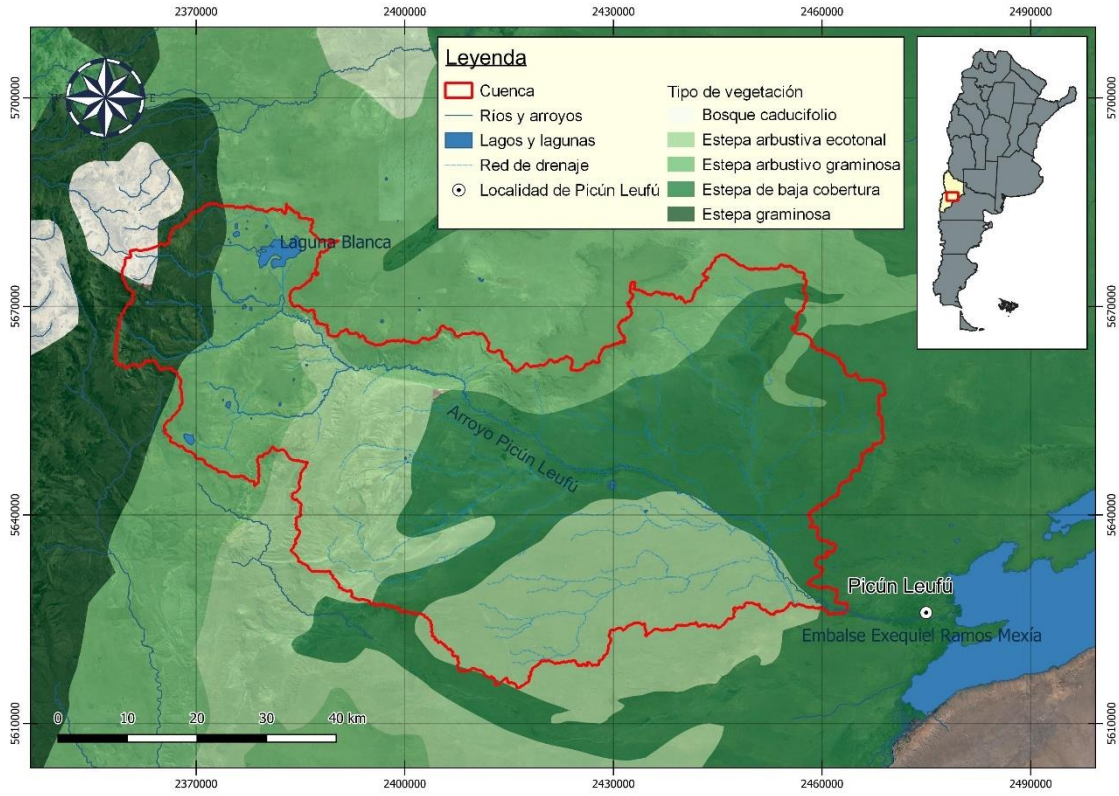 2370000 2400000 2430000 2460000 2490000
5700000 5700000
5670000 5670000
5640000 5640000
5610000 5610000
Leyenda
Cuenca
Ríos y arroyos
Lagos y lagunas
Red de drenaje
Localidad de Picún Leufú
Tipo de vegetación
Bosque caducifolio
Estepa arbustiva ecotonal
Estepa arbustivo graminosa
Estepa de baja cobertura
Estepa graminosa
Laguna Blanca
Arroyo Picún Leufú
Picún Leufú
Embalse Exequiel Ramos Mexía
0 10 20 30 40 km
2370000 2400000 2430000 2460000 2490000